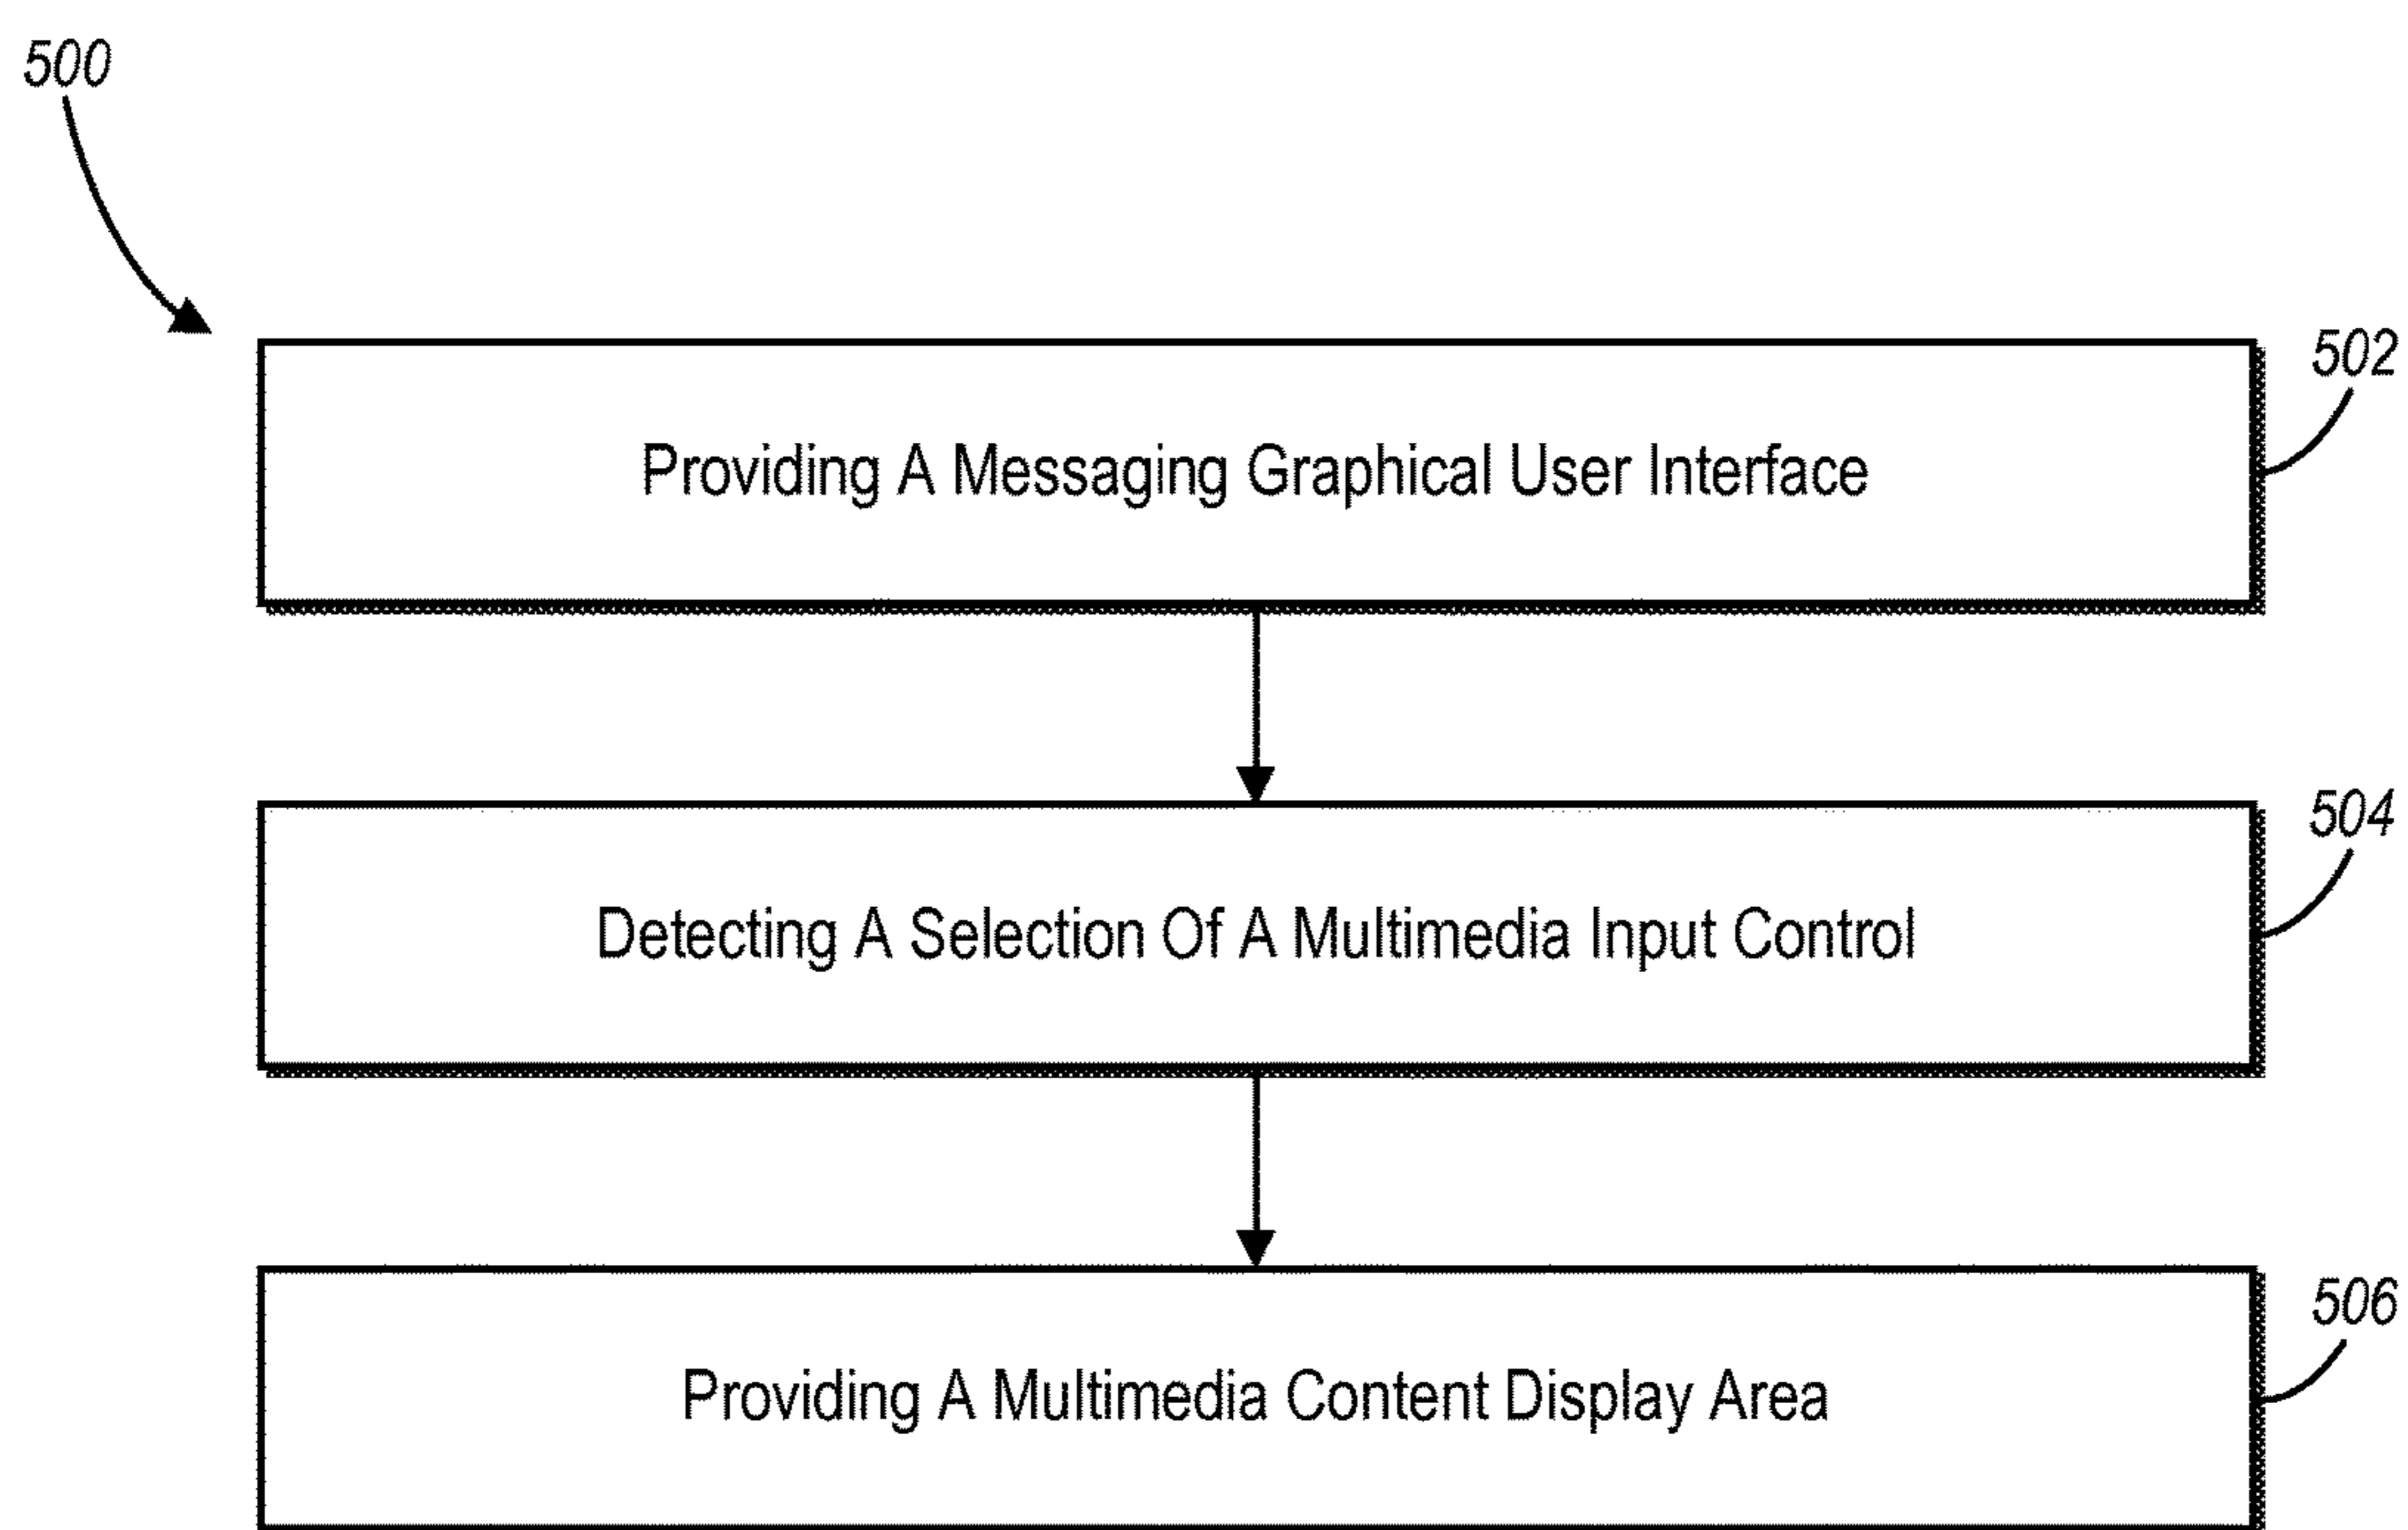 500
502
Providing A Messaging Graphical User Interface
504
Detecting A Selection Of A Multimedia Input Control
506
Providing A Multimedia Content Display Area